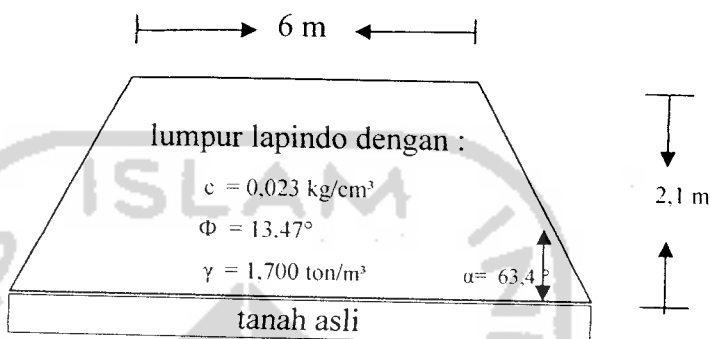 6 m
lumpur lapindo dengan :
ISLAM
c = 0,023 kg/cm³
Φ = 13.47°
2,1 m
γ = 1.700 ton/m³
α= 63,4 °
tanah asli